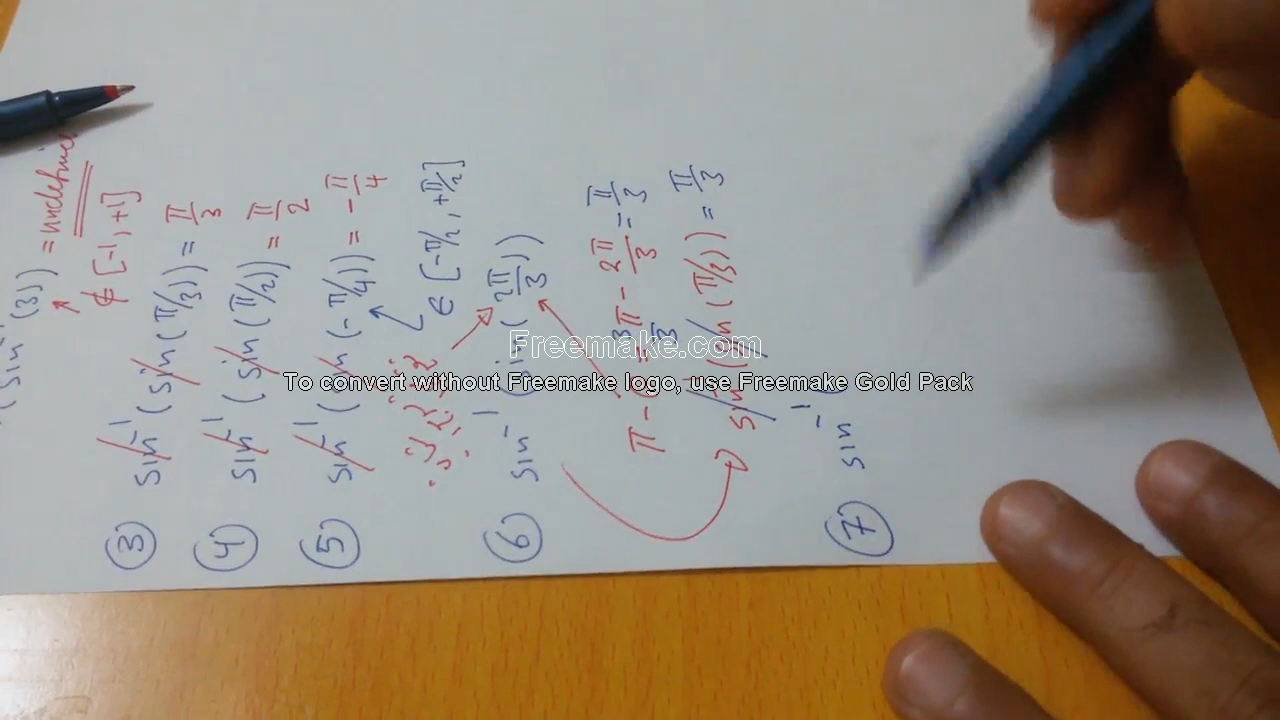 (sin⁻¹(3)) = undefined
∉ [-1, +1]
③ sin⁻¹(sin(π/3)) = π/3
④ sin⁻¹(sin(π/2)) = π/2
⑤ sin⁻¹(sin(-π/4)) = -π/4
∈ [-π/2, +π/2]
⑥ sin⁻¹(sin(2π/3))
= 3π/3 - 2π/3 = π/3
sin⁻¹(sin(π/3)) = π/3
⑦ sin⁻¹(
Freemake.com
To convert without Freemake logo, use Freemake Gold Pack